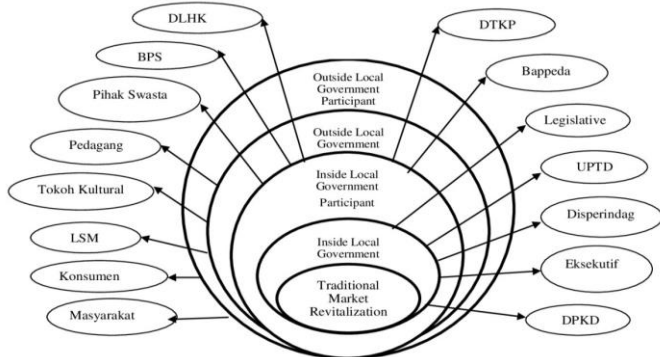 DLHK
BPS
Pihak Swasta
Pedagang
Tokoh Kultural
LSM
Konsumen
Masyarakat
Outside Local
Government
Participant
Outside Local
Government
Inside Local
Government
Participant
Inside Local
Government
Traditional
Market
Revitalization
DTKP
Bappeda
Legislative
UPTD
Disperindag
Eksekutif
DPKD